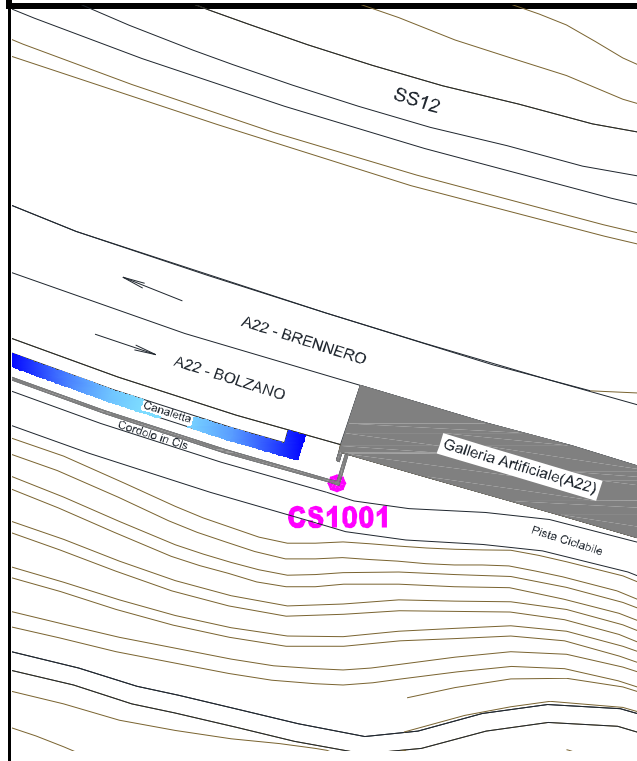 SS12
A22 - BRENNERO
A22 - BOLZANO
Canaletta
Cordolo in Cls
Galleria Artificiale(A22)
CS1001
Pista Ciclabile